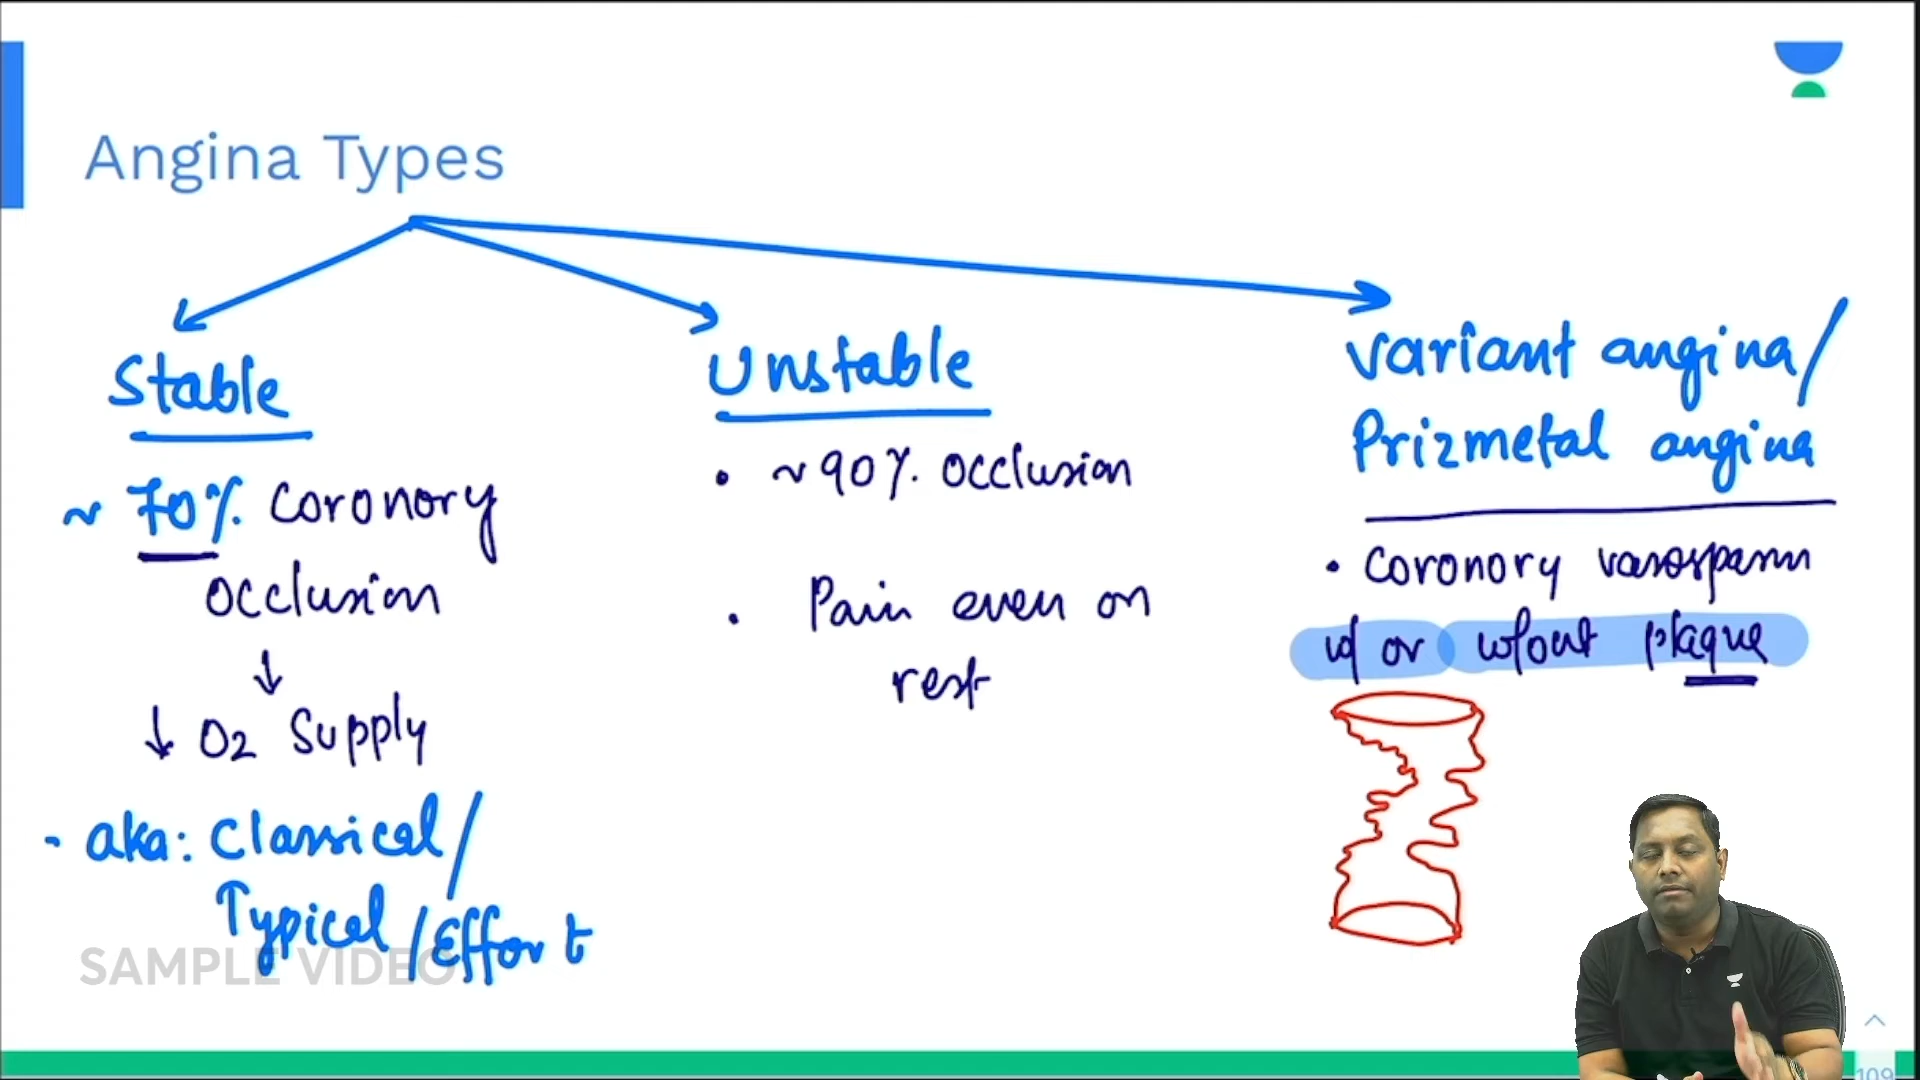 Angina Types
Stable
~ 70% Coronory
Occlusion
↓
↓ O2 Supply
- aka: Classical/
Typical/Effort
Unstable
• ~90% Occlusion
• Pain even on
rest
Variant angina/
Prizmetal angina
• Coronory vasospasm
w/ or w/out plaque
SAMPLE VIDEO
109